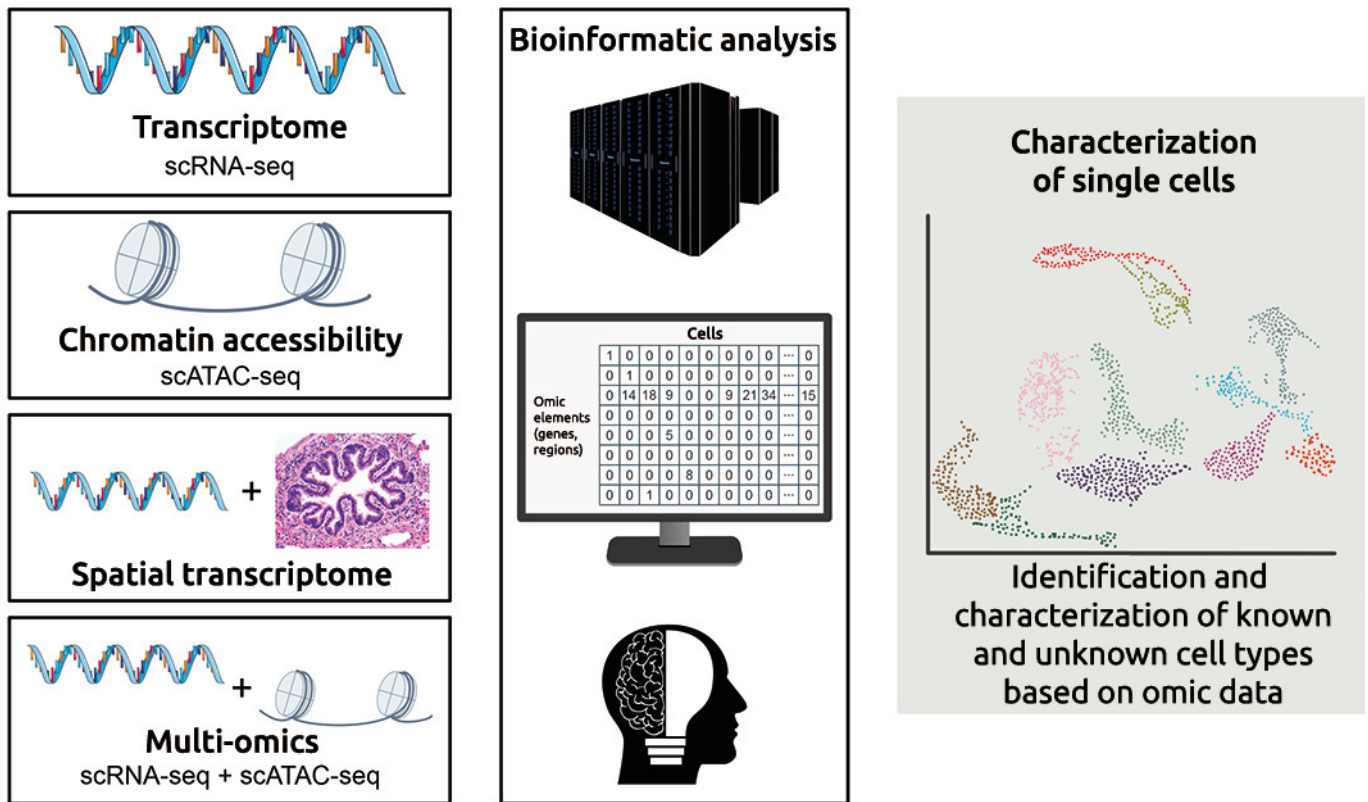 Transcriptome
scRNA-seq
Chromatin accessibility
scATAC-seq
+
Spatial transcriptome
+
Multi-omics
scRNA-seq + scATAC-seq
Bioinformatic analysis
Cells
Omic
elements
(genes,
regions)
1 0 0 0 0 0 0 0 0 ... 0
0 1 0 0 0 0 0 0 0 ... 0
0 14 18 9 0 0 9 21 34 ... 15
0 0 0 0 0 0 0 0 0 ... 0
0 0 0 5 0 0 0 0 0 ... 0
0 0 0 0 0 0 0 0 0 ... 0
0 0 0 0 8 0 0 0 0 ... 0
0 0 1 0 0 0 0 0 0 ... 0
Characterization
of single cells
Identification and
characterization of known
and unknown cell types
based on omic data